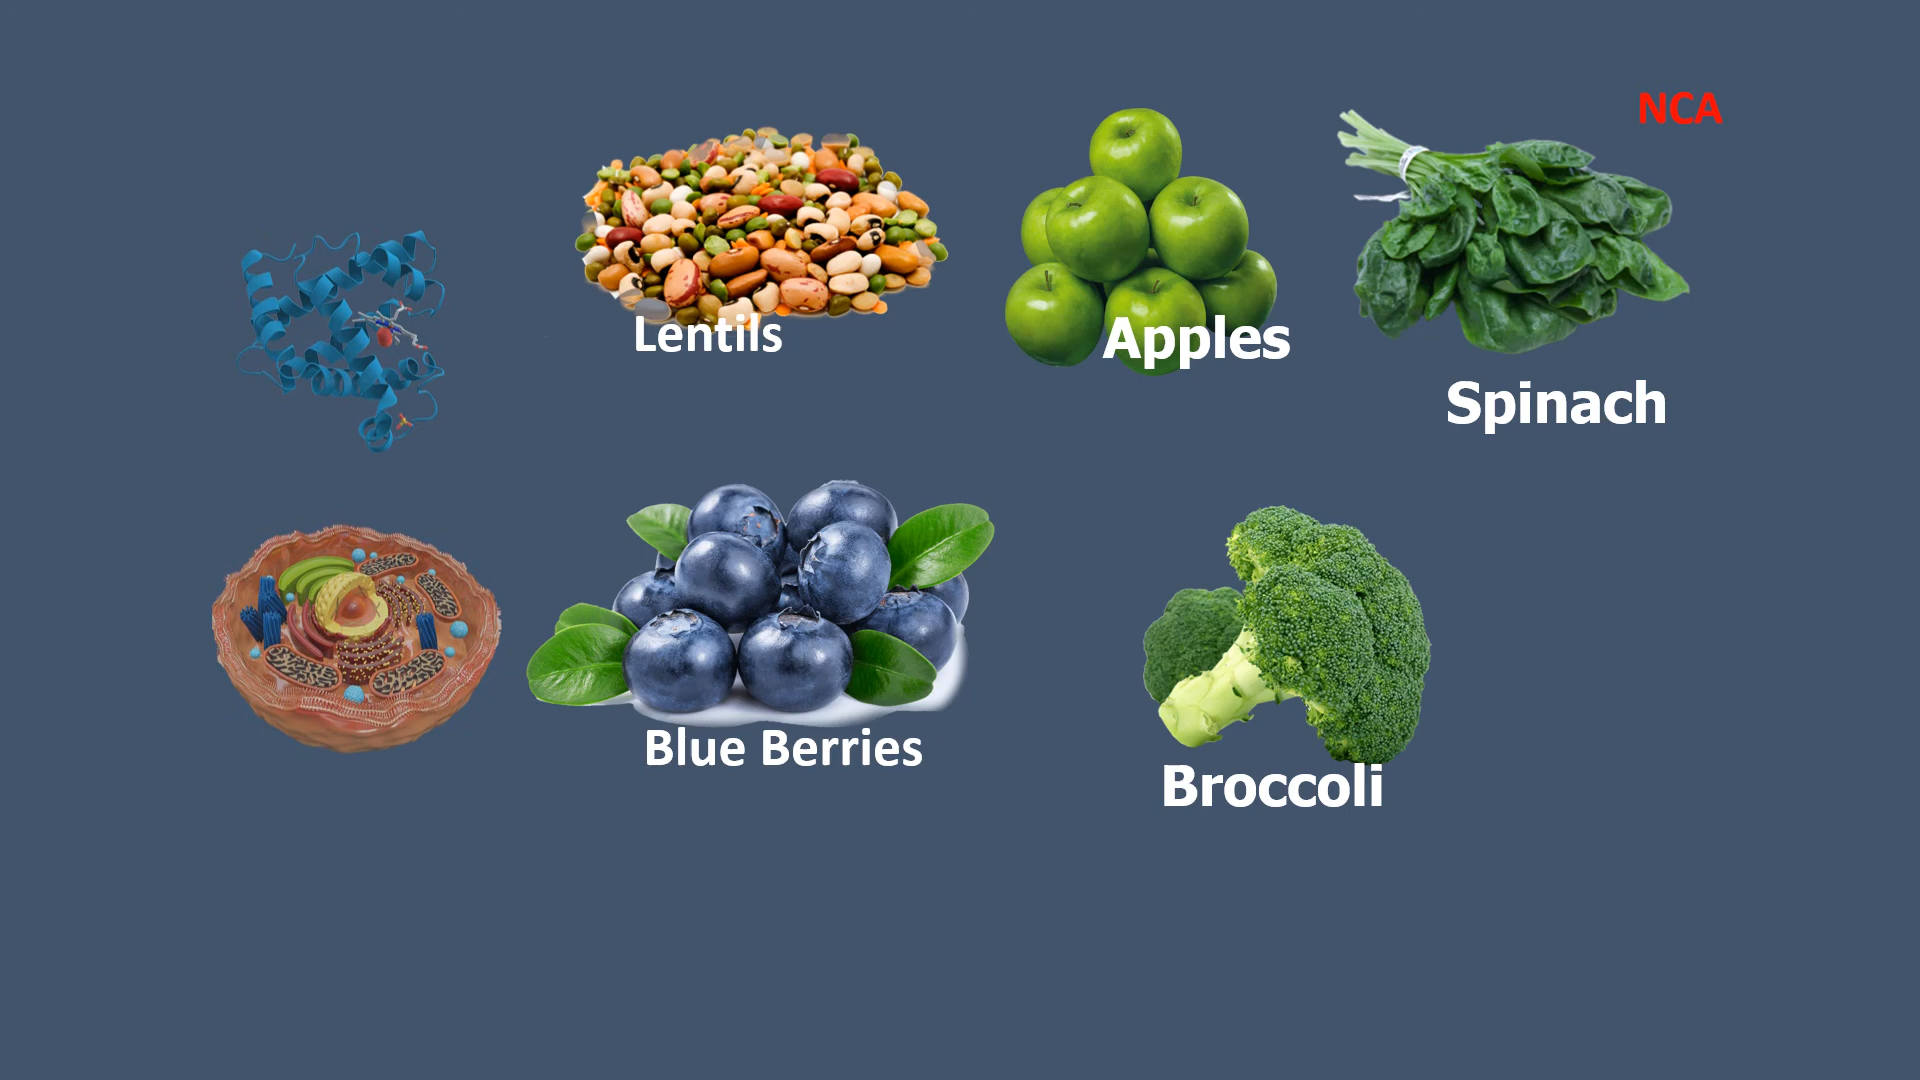 NCA
Lentils
Apples
Spinach
Blue Berries
Broccoli